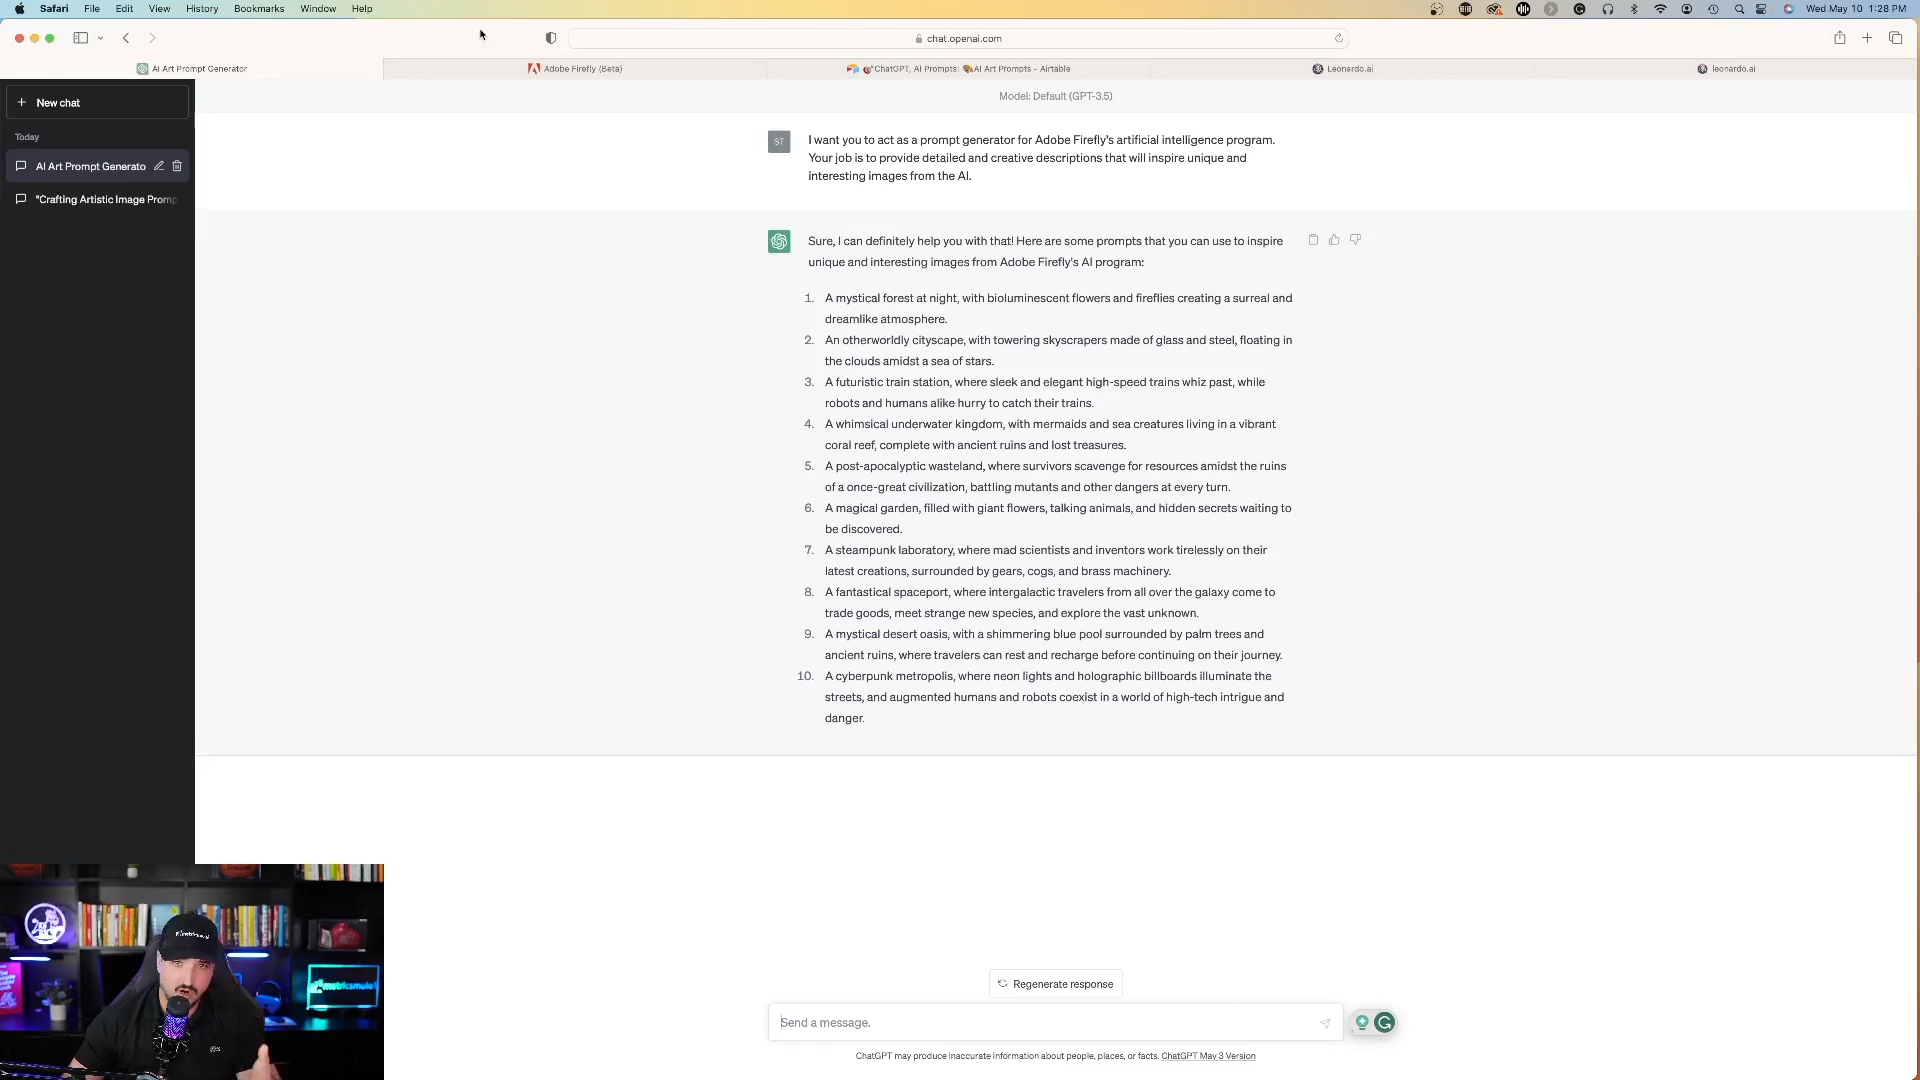 Safari File Edit View History Bookmarks Window Help
Wed May 10 1:28 PM
chat.openai.com
AI Art Prompt Generator
Adobe Firefly (Beta)
ChatGPT, AI Prompts: AI Art Prompts - Airtable
Leonardo.ai
leonardo.ai
New chat
Today
AI Art Prompt Generato
"Crafting Artistic Image Promp
Model: Default (GPT-3.5)
ST
I want you to act as a prompt generator for Adobe Firefly's artificial intelligence program.
Your job is to provide detailed and creative descriptions that will inspire unique and
interesting images from the AI.
Sure, I can definitely help you with that! Here are some prompts that you can use to inspire
unique and interesting images from Adobe Firefly's AI program:
1. A mystical forest at night, with bioluminescent flowers and fireflies creating a surreal and
dreamlike atmosphere.
2. An otherworldly cityscape, with towering skyscrapers made of glass and steel, floating in
the clouds amidst a sea of stars.
3. A futuristic train station, where sleek and elegant high-speed trains whiz past, while
robots and humans alike hurry to catch their trains.
4. A whimsical underwater kingdom, with mermaids and sea creatures living in a vibrant
coral reef, complete with ancient ruins and lost treasures.
5. A post-apocalyptic wasteland, where survivors scavenge for resources amidst the ruins
of a once-great civilization, battling mutants and other dangers at every turn.
6. A magical garden, filled with giant flowers, talking animals, and hidden secrets waiting to
be discovered.
7. A steampunk laboratory, where mad scientists and inventors work tirelessly on their
latest creations, surrounded by gears, cogs, and brass machinery.
8. A fantastical spaceport, where intergalactic travelers from all over the galaxy come to
trade goods, meet strange new species, and explore the vast unknown.
9. A mystical desert oasis, with a shimmering blue pool surrounded by palm trees and
ancient ruins, where travelers can rest and recharge before continuing on their journey.
10. A cyberpunk metropolis, where neon lights and holographic billboards illuminate the
streets, and augmented humans and robots coexist in a world of high-tech intrigue and
danger.
Regenerate response
Send a message.
ChatGPT may produce inaccurate information about people, places, or facts. ChatGPT May 3 Version